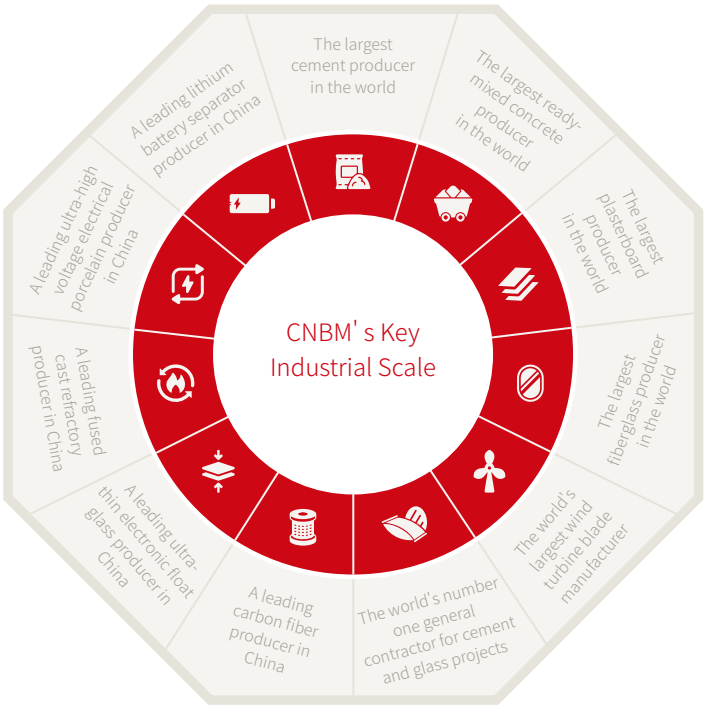 CNBM' s Key
Industrial Scale
The largest
cement producer
in the world
The largest ready-
mixed concrete
producer
in the world
The largest
plasterboard
producer
in the world
The largest
fiberglass producer
in the world
The world's
largest wind
turbine blade
manufacturer
The world's number
one general
contractor for cement
and glass projects
A leading
carbon fiber
producer in
China
A leading ultra-
thin electronic float
glass producer in
China
A leading fused
cast refractory
producer in China
A leading ultra-high
voltage electrical
porcelain producer
in China
A leading lithium
battery separator
producer in China